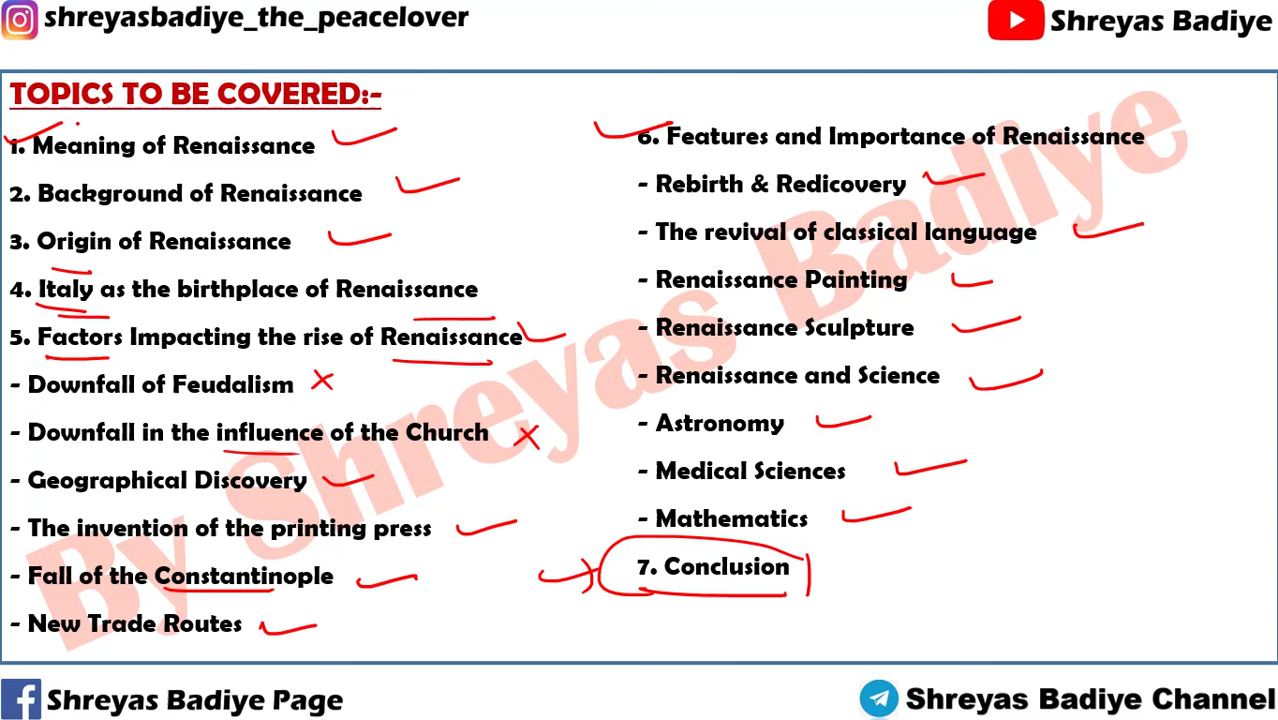 shreyasbadiye_the_peacelover
Shreyas Badiye
TOPICS TO BE COVERED:-
1. Meaning of Renaissance
2. Background of Renaissance
3. Origin of Renaissance
4. Italy as the birthplace of Renaissance
5. Factors Impacting the rise of Renaissance
- Downfall of Feudalism
- Downfall in the influence of the Church
- Geographical Discovery
- The invention of the printing press
- Fall of the Constantinople
- New Trade Routes
6. Features and Importance of Renaissance
- Rebirth & Redicovery
- The revival of classical language
- Renaissance Painting
- Renaissance Sculpture
- Renaissance and Science
- Astronomy
- Medical Sciences
- Mathematics
7. Conclusion
By Shreyas Badiye
Shreyas Badiye Page
Shreyas Badiye Channel